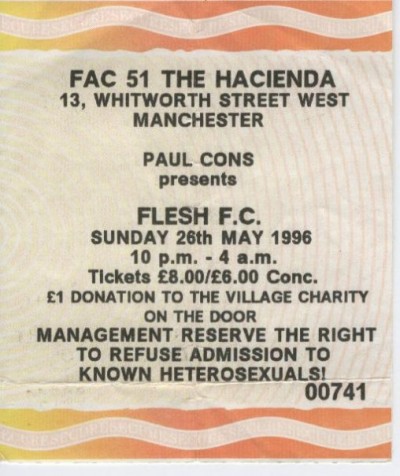 FAC 51 THE HACIENDA
13, WHITWORTH STREET WEST
MANCHESTER
PAUL CONS
presents
FLESH F.C.
SUNDAY 26th MAY 1996
10 p.m. - 4 a.m.
Tickets £8.00/£6.00 Conc.
£1 DONATION TO THE VILLAGE CHARITY
ON THE DOOR
MANAGEMENT RESERVE THE RIGHT
TO REFUSE ADMISSION TO
KNOWN HETEROSEXUALS!
00741